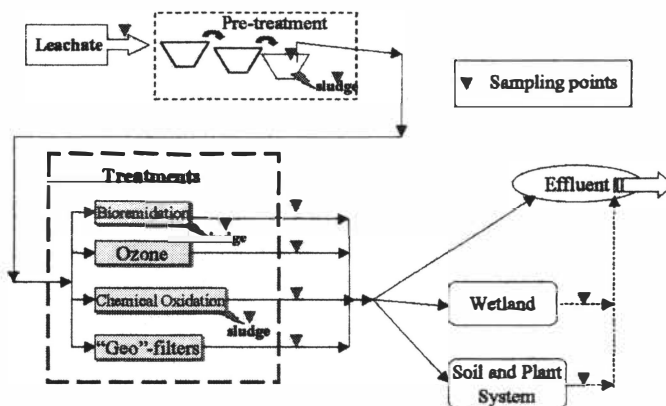 Pre-treatment
Leachate
sludge
Sampling points
Treatments
Bioremidation
Ozone
Chemical Oxidation
sludge
"Geo"-filters
Effluent
Wetland
Soil and Plant
System